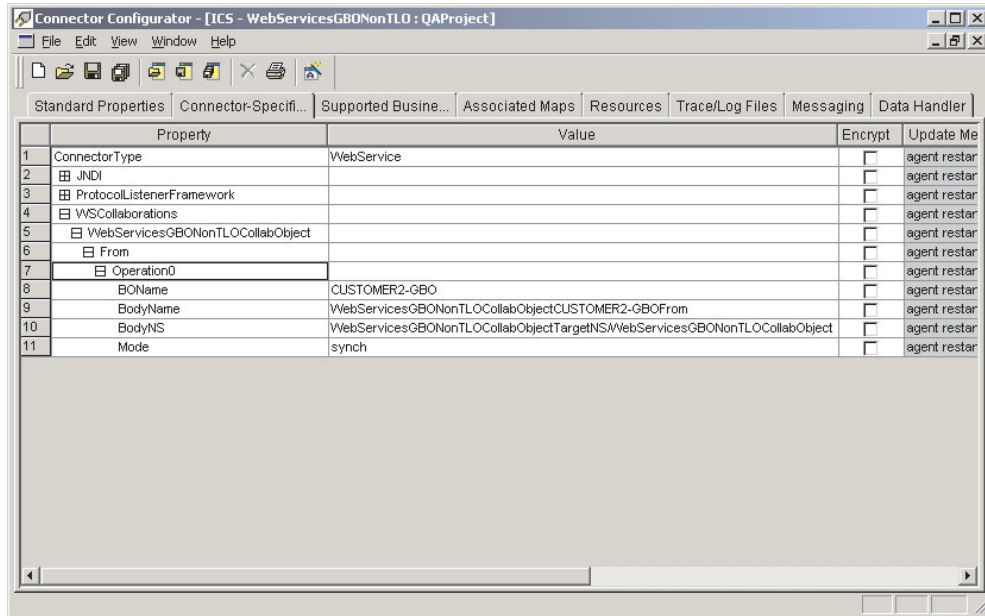 Connector Configurator - [ICS - WebServicesGBONonTLO : QAProject]
File Edit View Window Help
Standard Properties Connector-Specifi... Supported Busine... Associated Maps Resources Trace/Log Files Messaging Data Handler
Property Value Encrypt Update Me
1 ConnectorType WebService agent restar
2 JNDI agent restar
3 ProtocolListenerFramework agent restar
4 WSCollaborations agent restar
5 WebServicesGBONonTLOCollabObject agent restar
6 From agent restar
7 Operation0 agent restar
8 BOName CUSTOMER2-GBO agent restar
9 BodyName WebServicesGBONonTLOCollabObjectCUSTOMER2-GBOFrom agent restar
10 BodyNS WebServicesGBONonTLOCollabObjectTargetNS/WebServicesGBONonTLOCollabObject agent restar
11 Mode synch agent restar